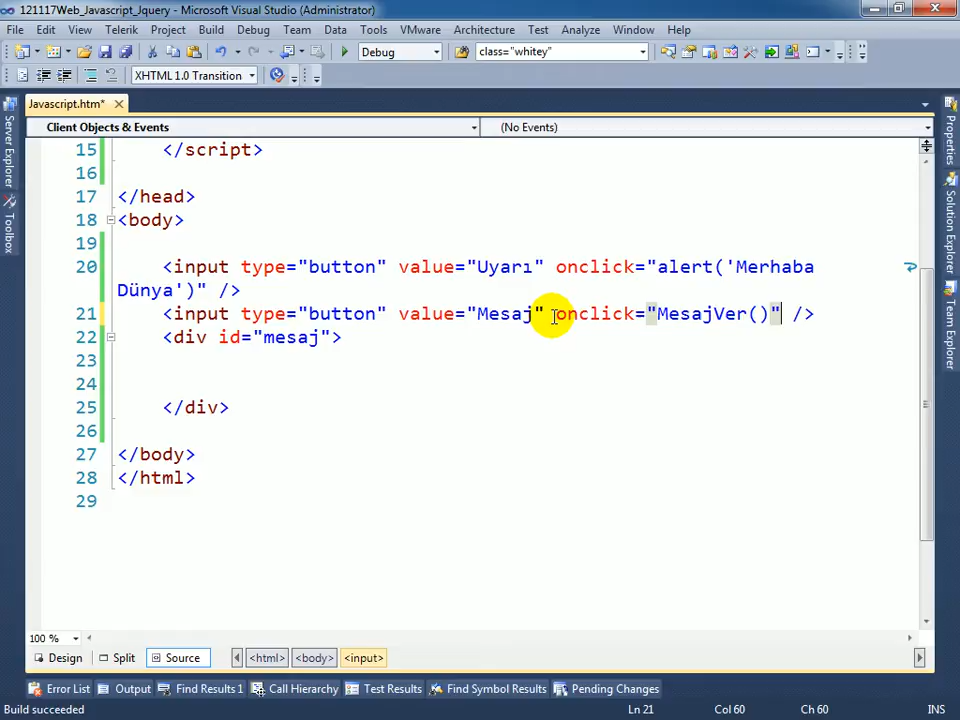 121117Web_Javascript_Jquery - Microsoft Visual Studio (Administrator)
File Edit View Telerik Project Build Debug Team Data Tools VMware Architecture Test Analyze Window Help
Debug class="whitey"
XHTML 1.0 Transition
Javascript.htm*
Client Objects & Events (No Events)
15 </script>
16
17 </head>
18 <body>
19
20 <input type="button" value="Uyarı" onclick="alert('Merhaba
Dünya')" />
21 <input type="button" value="Mesaj" onclick="MesajVer()" />
22 <div id="mesaj">
23
24
25 </div>
26
27 </body>
28 </html>
29
100 %
Design Split Source <html> <body> <input>
Error List Output Find Results 1 Call Hierarchy Test Results Find Symbol Results Pending Changes
Build succeeded Ln 21 Col 60 Ch 60 INS
Server Explorer
Toolbox
Properties
Solution Explorer
Team Explorer